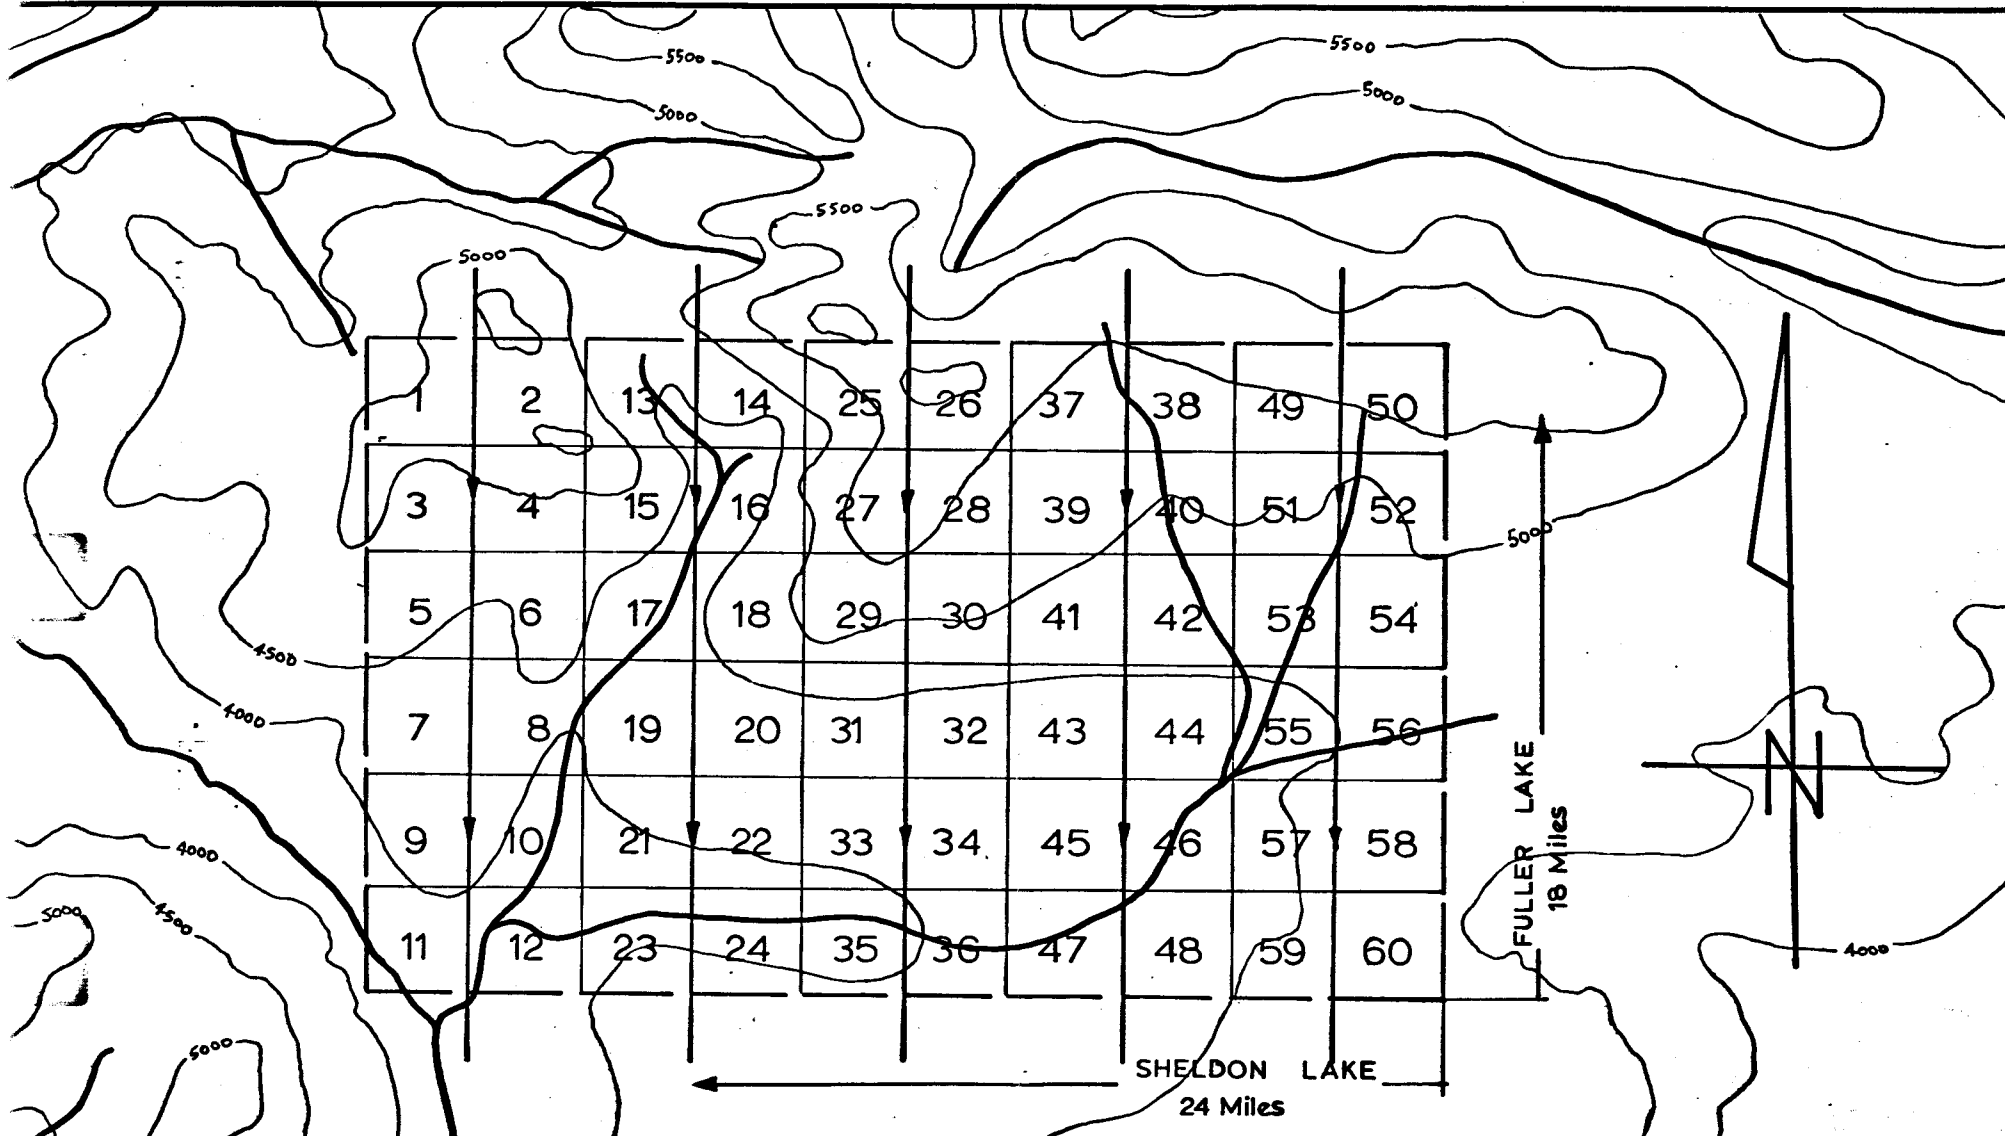 5500
5500
5000
5000
5500
5000
1 2 13 14 25 26 37 38 49 50
3 4 15 16 27 28 39 40 51 52
5000
5 6 17 18 29 30 41 42 53 54
4500
4000
7 8 19 20 31 32 43 44 55 56
N
9 10 21 22 33 34 45 46 57 58
4000
FULLER LAKE
18 Miles
5000
4500
11 12 23 24 35 36 47 48 59 60
4000
5000
SHELDON LAKE
24 Miles